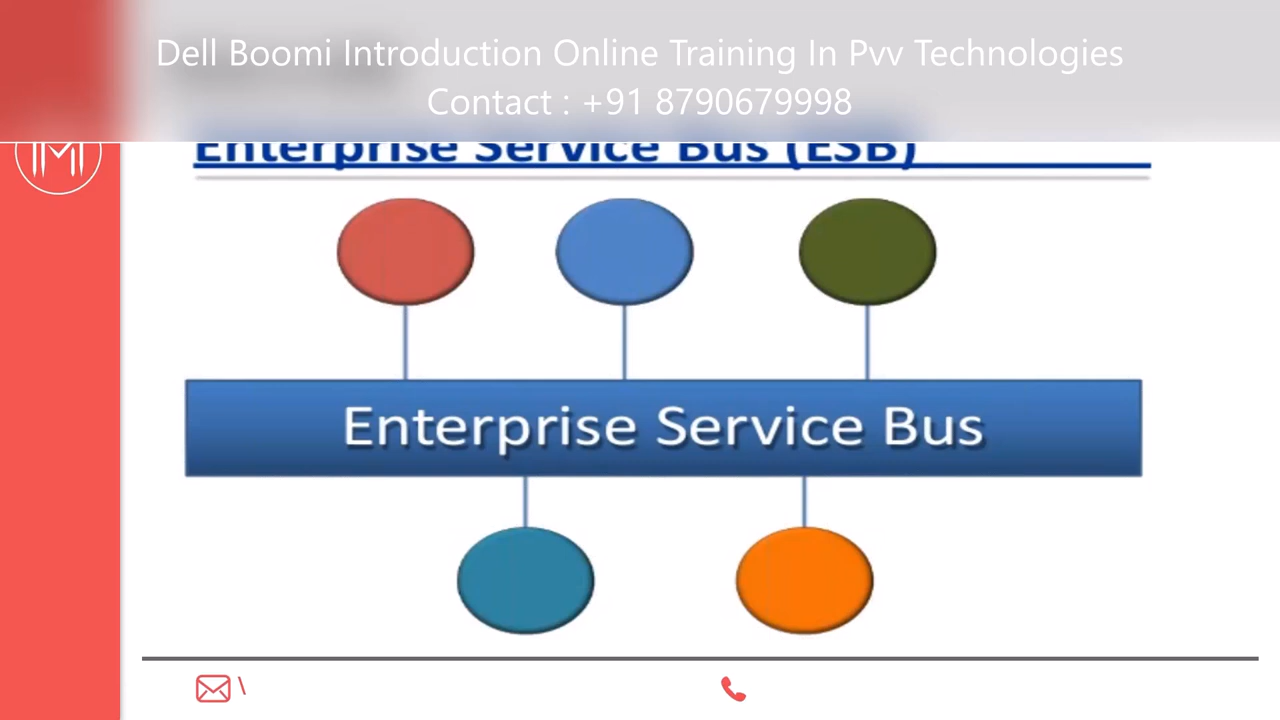 Dell Boomi Introduction Online Training In Pvv Technologies
Contact : +91 8790679998
Enterprise Service Bus (ESB)
Enterprise Service Bus
\